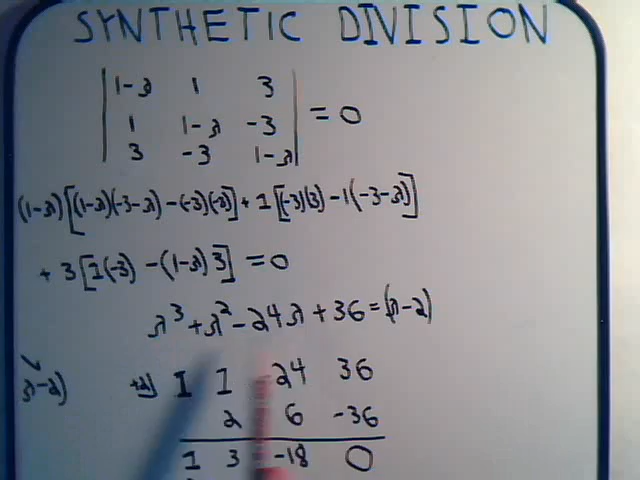 SYNTHETIC DIVISION
| 1-λ 1 3 |
| 1 1-λ -3 | = 0
| 3 -3 1-λ |
(1-λ)[(1-λ)(-3-λ) -(-3)(-3)] + 1[(-3)(3) -1(-3-λ)]
+ 3[1(-3) -(1-λ)3] = 0
λ³ + λ² - 24λ + 36 = (λ-2)
λ-2) +2) 1 1 -24 36
2 6 -36
1 3 -18 0